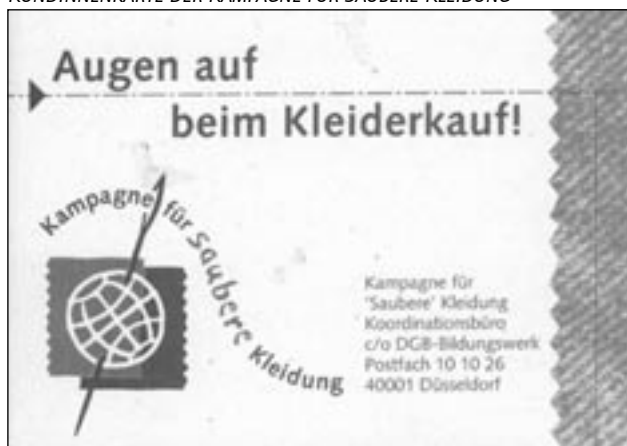 KUNDINNENKARTE DER KAMPAGNE FÜR SAUBERE KLEIDUNG
Augen auf
beim Kleiderkauf!
Kampagne für Saubere Kleidung
Kampagne für
'Saubere' Kleidung
Koordinationsbüro
c/o DGB-Bildungswerk
Postfach 10 10 26
40001 Düsseldorf